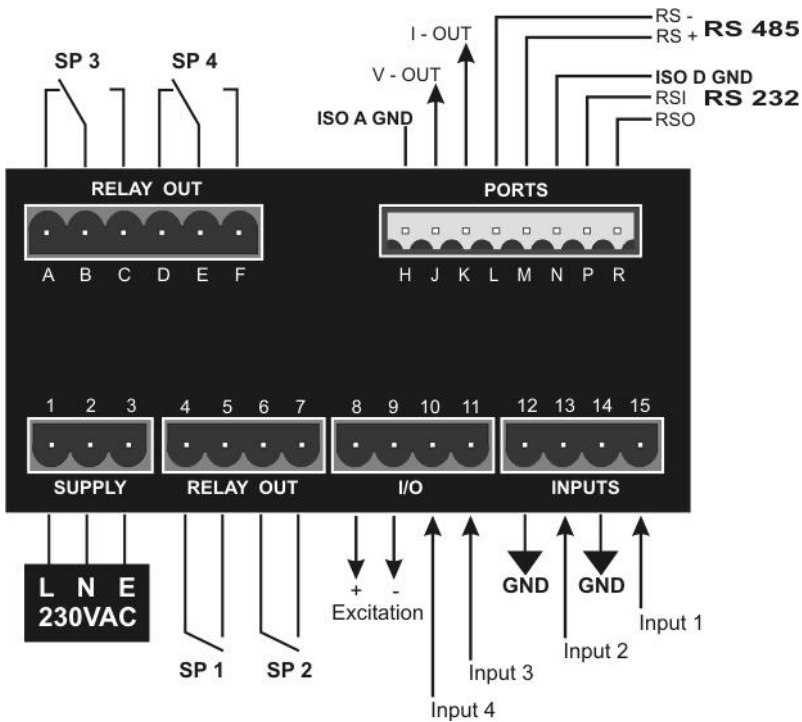 SP 3 SP 4
I - OUT
V - OUT
ISO A GND
RS -
RS + RS 485
ISO D GND
RSI RS 232
RSO
RELAY OUT PORTS
A B C D E F H J K L M N P R
1 2 3 4 5 6 7 8 9 10 11 12 13 14 15
SUPPLY RELAY OUT I/O INPUTS
L N E
230VAC
+ -
Excitation
GND GND
SP 1 SP 2
Input 1
Input 2
Input 3
Input 4